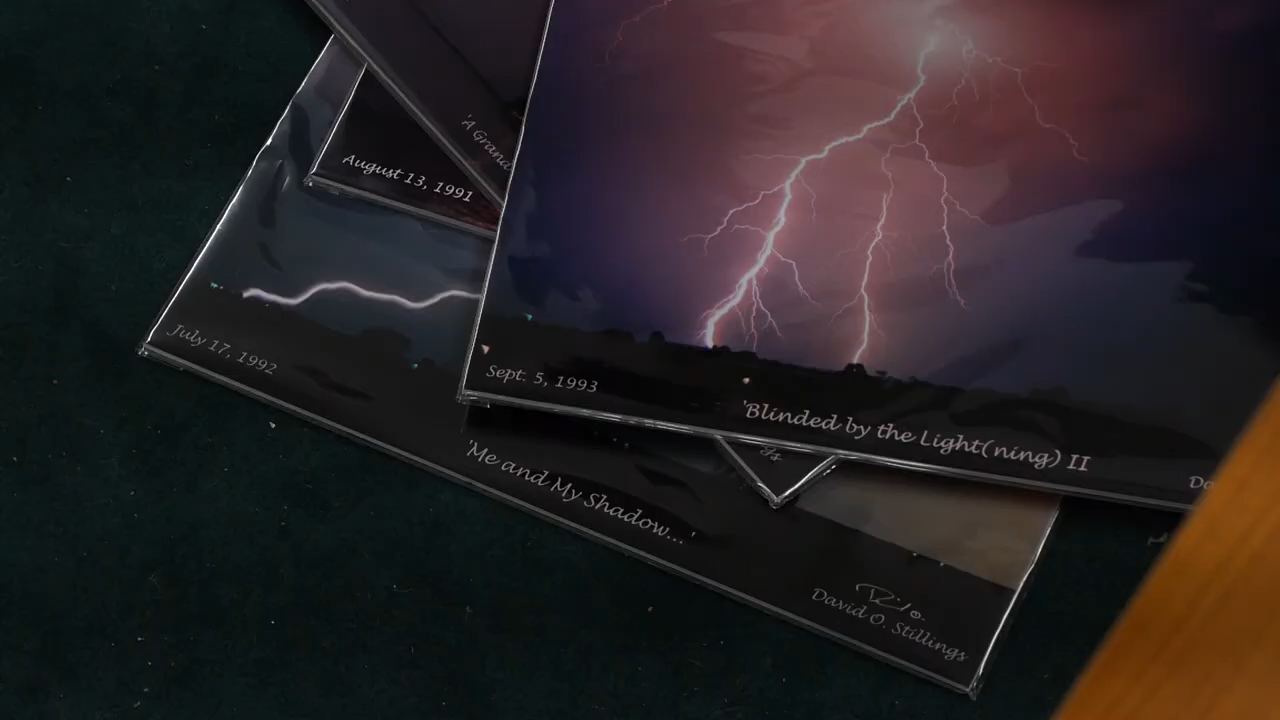 'A Grand
August 13, 1991
July 17, 1992
Sept. 5, 1993
'Blinded by the Light(ning) II
'Me and My Shadow...'
David O. Stillings